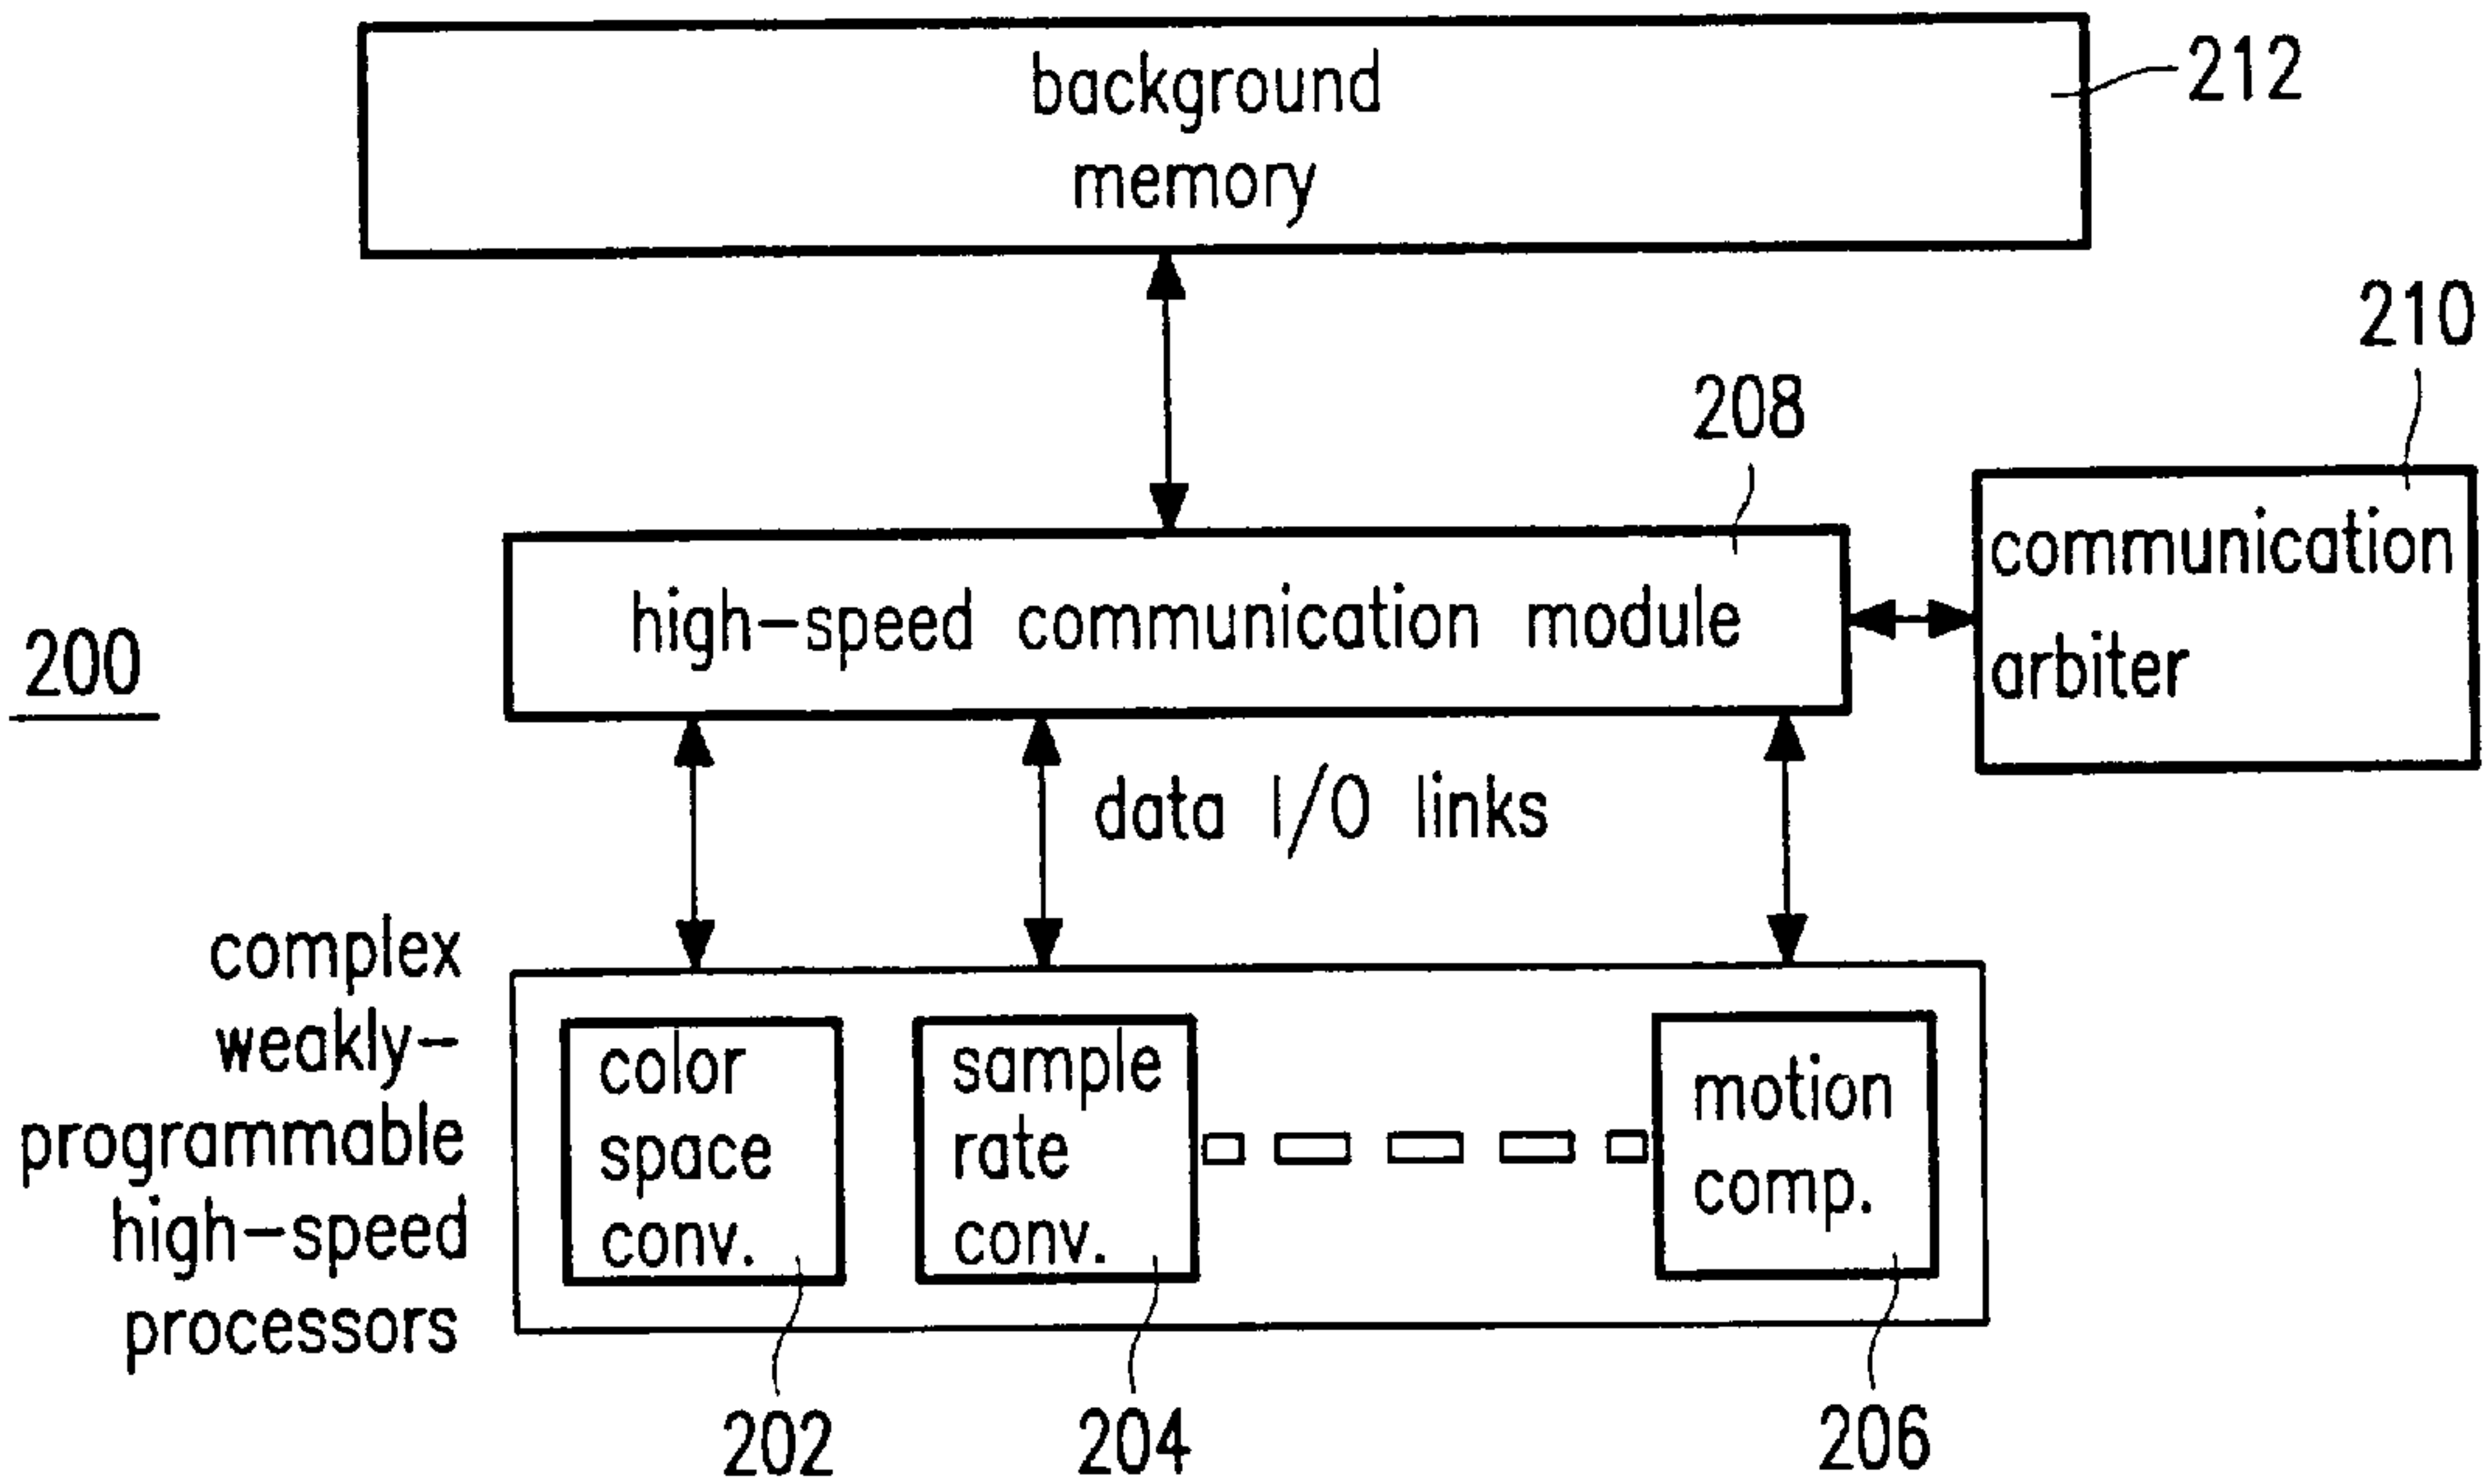 background
memory
212
210
208
communication
arbiter
high-speed communication module
200
data I/O links
complex
weakly-
programmable
high-speed
processors
color
space
conv.
sample
rate
conv.
motion
comp.
202
204
206